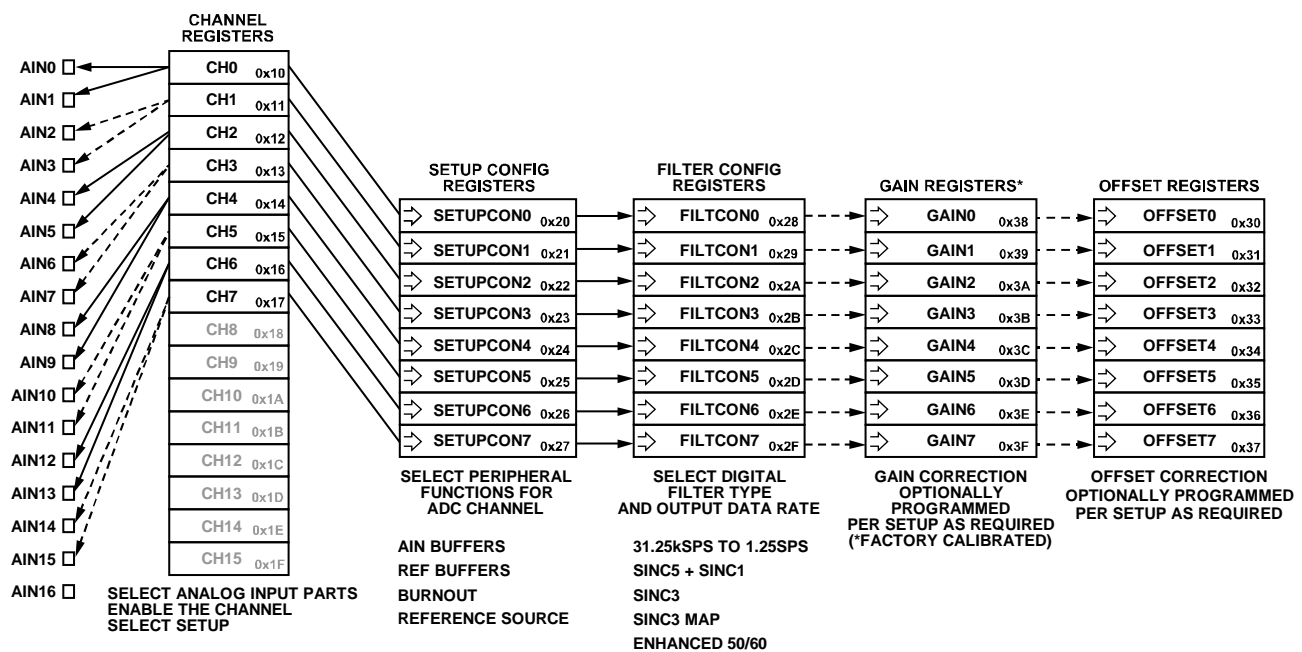 CHANNEL
REGISTERS
AIN0
AIN1
AIN2
AIN3
AIN4
AIN5
AIN6
AIN7
AIN8
AIN9
AIN10
AIN11
AIN12
AIN13
AIN14
AIN15
AIN16
CH0 0x10
CH1 0x11
CH2 0x12
CH3 0x13
CH4 0x14
CH5 0x15
CH6 0x16
CH7 0x17
CH8 0x18
CH9 0x19
CH10 0x1A
CH11 0x1B
CH12 0x1C
CH13 0x1D
CH14 0x1E
CH15 0x1F
SELECT ANALOG INPUT PARTS
ENABLE THE CHANNEL
SELECT SETUP
SETUP CONFIG
REGISTERS
SETUPCON0 0x20
SETUPCON1 0x21
SETUPCON2 0x22
SETUPCON3 0x23
SETUPCON4 0x24
SETUPCON5 0x25
SETUPCON6 0x26
SETUPCON7 0x27
SELECT PERIPHERAL
FUNCTIONS FOR
ADC CHANNEL
AIN BUFFERS
REF BUFFERS
BURNOUT
REFERENCE SOURCE
FILTER CONFIG
REGISTERS
FILTCON0 0x28
FILTCON1 0x29
FILTCON2 0x2A
FILTCON3 0x2B
FILTCON4 0x2C
FILTCON5 0x2D
FILTCON6 0x2E
FILTCON7 0x2F
SELECT DIGITAL
FILTER TYPE
AND OUTPUT DATA RATE
31.25kSPS TO 1.25SPS
SINC5 + SINC1
SINC3
SINC3 MAP
ENHANCED 50/60
GAIN REGISTERS*
GAIN0 0x38
GAIN1 0x39
GAIN2 0x3A
GAIN3 0x3B
GAIN4 0x3C
GAIN5 0x3D
GAIN6 0x3E
GAIN7 0x3F
GAIN CORRECTION
OPTIONALLY
PROGRAMMED
PER SETUP AS REQUIRED
(*FACTORY CALIBRATED)
OFFSET REGISTERS
OFFSET0 0x30
OFFSET1 0x31
OFFSET2 0x32
OFFSET3 0x33
OFFSET4 0x34
OFFSET5 0x35
OFFSET6 0x36
OFFSET7 0x37
OFFSET CORRECTION
OPTIONALLY PROGRAMMED
PER SETUP AS REQUIRED